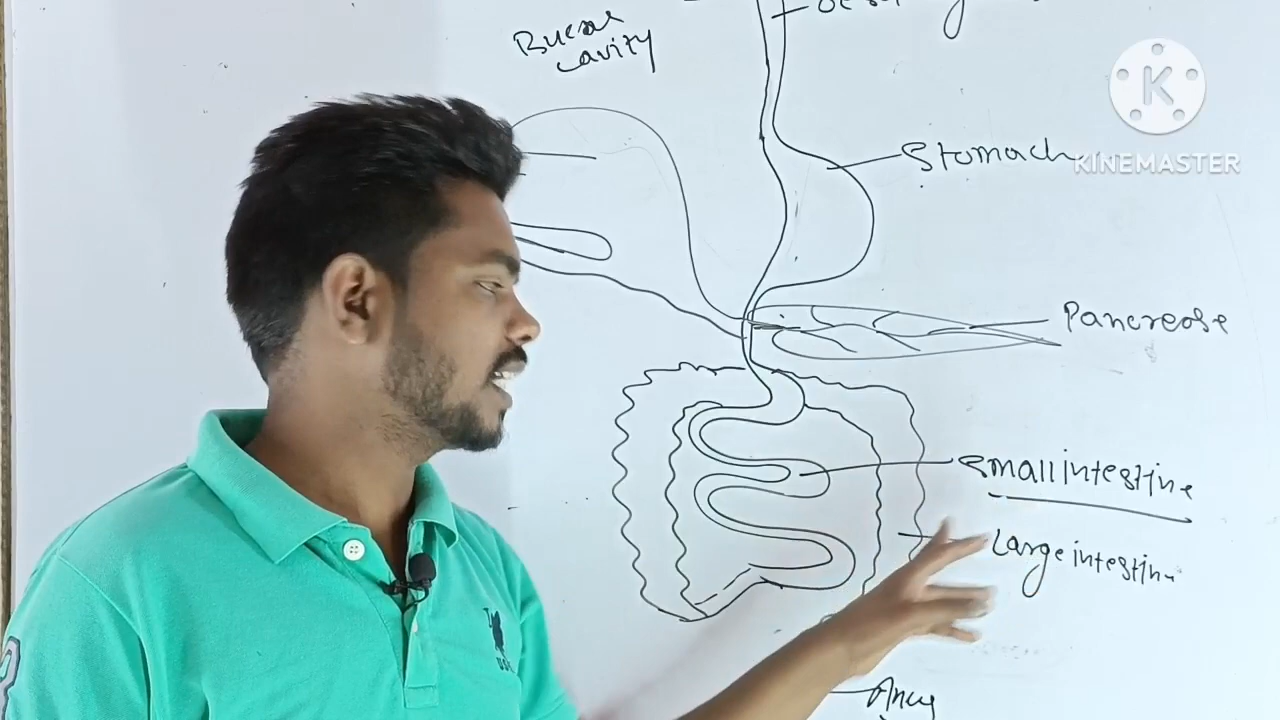 Buccal
cavity
Stomach
KINEMASTER
Pancreose
Small intestine
Large intestine